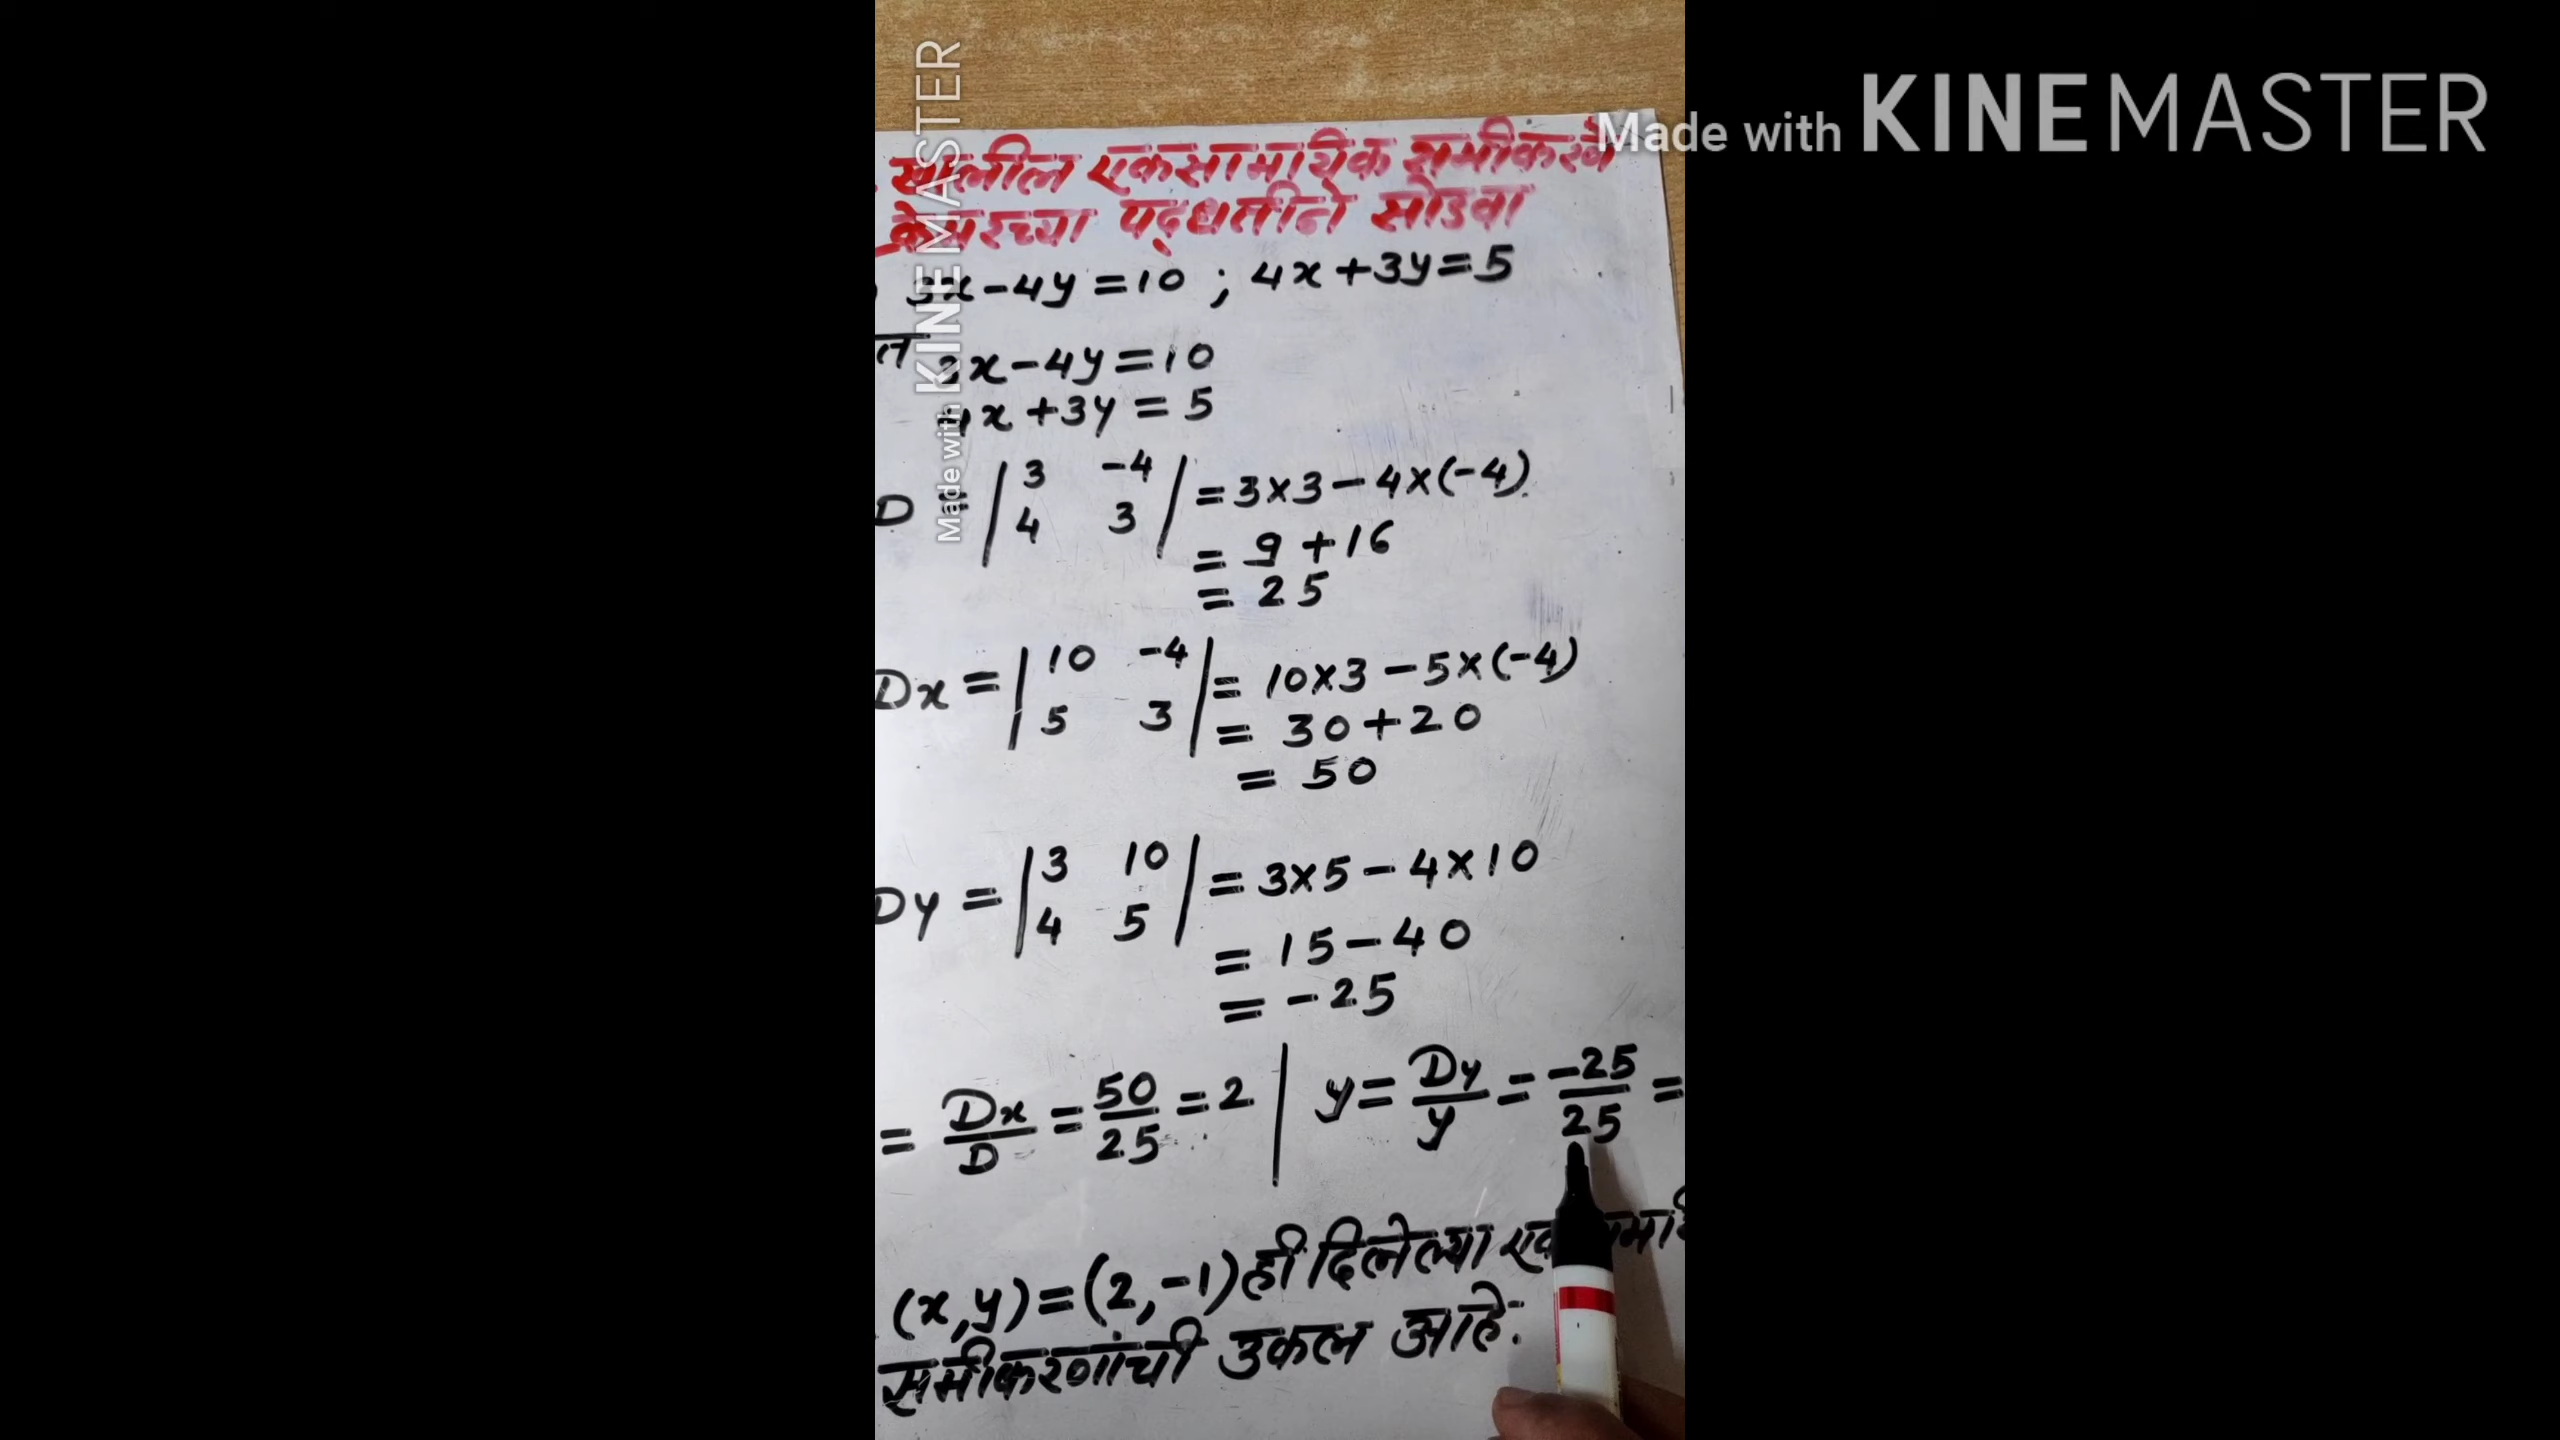 Made with KINEMASTER
Made with KINEMASTER
खालील एकसामायिक समीकरणे
क्रेमरच्या पद्धतीने सोडवा
3x-4y=10 ; 4x+3y=5
3x-4y=10
4x+3y=5
D = | 3 -4 | = 3×3-4×(-4)
| 4 3 |
= 9+16
= 25
Dx = | 10 -4 | = 10×3-5×(-4)
| 5 3 |
= 30+20
= 50
Dy = | 3 10 | = 3×5-4×10
| 4 5 |
= 15-40
= -25
= Dx/D = 50/25 = 2 | y = Dy/y = -25/25 =
(x,y)=(2,-1) ही दिलेल्या
समीकरणांची उकल आहे.